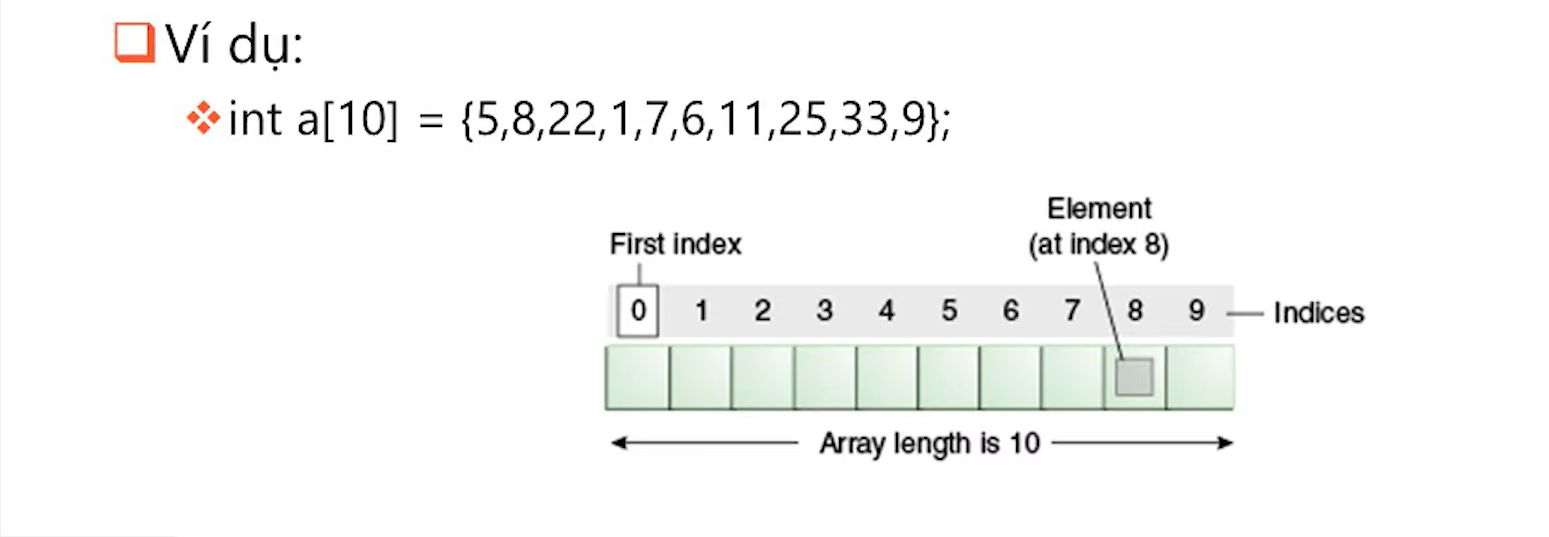 Ví dụ:
int a[10] = {5,8,22,1,7,6,11,25,33,9};
Element
First index
(at index 8)
0 1 2 3 4 5 6 7 8 9
Indices
Array length is 10